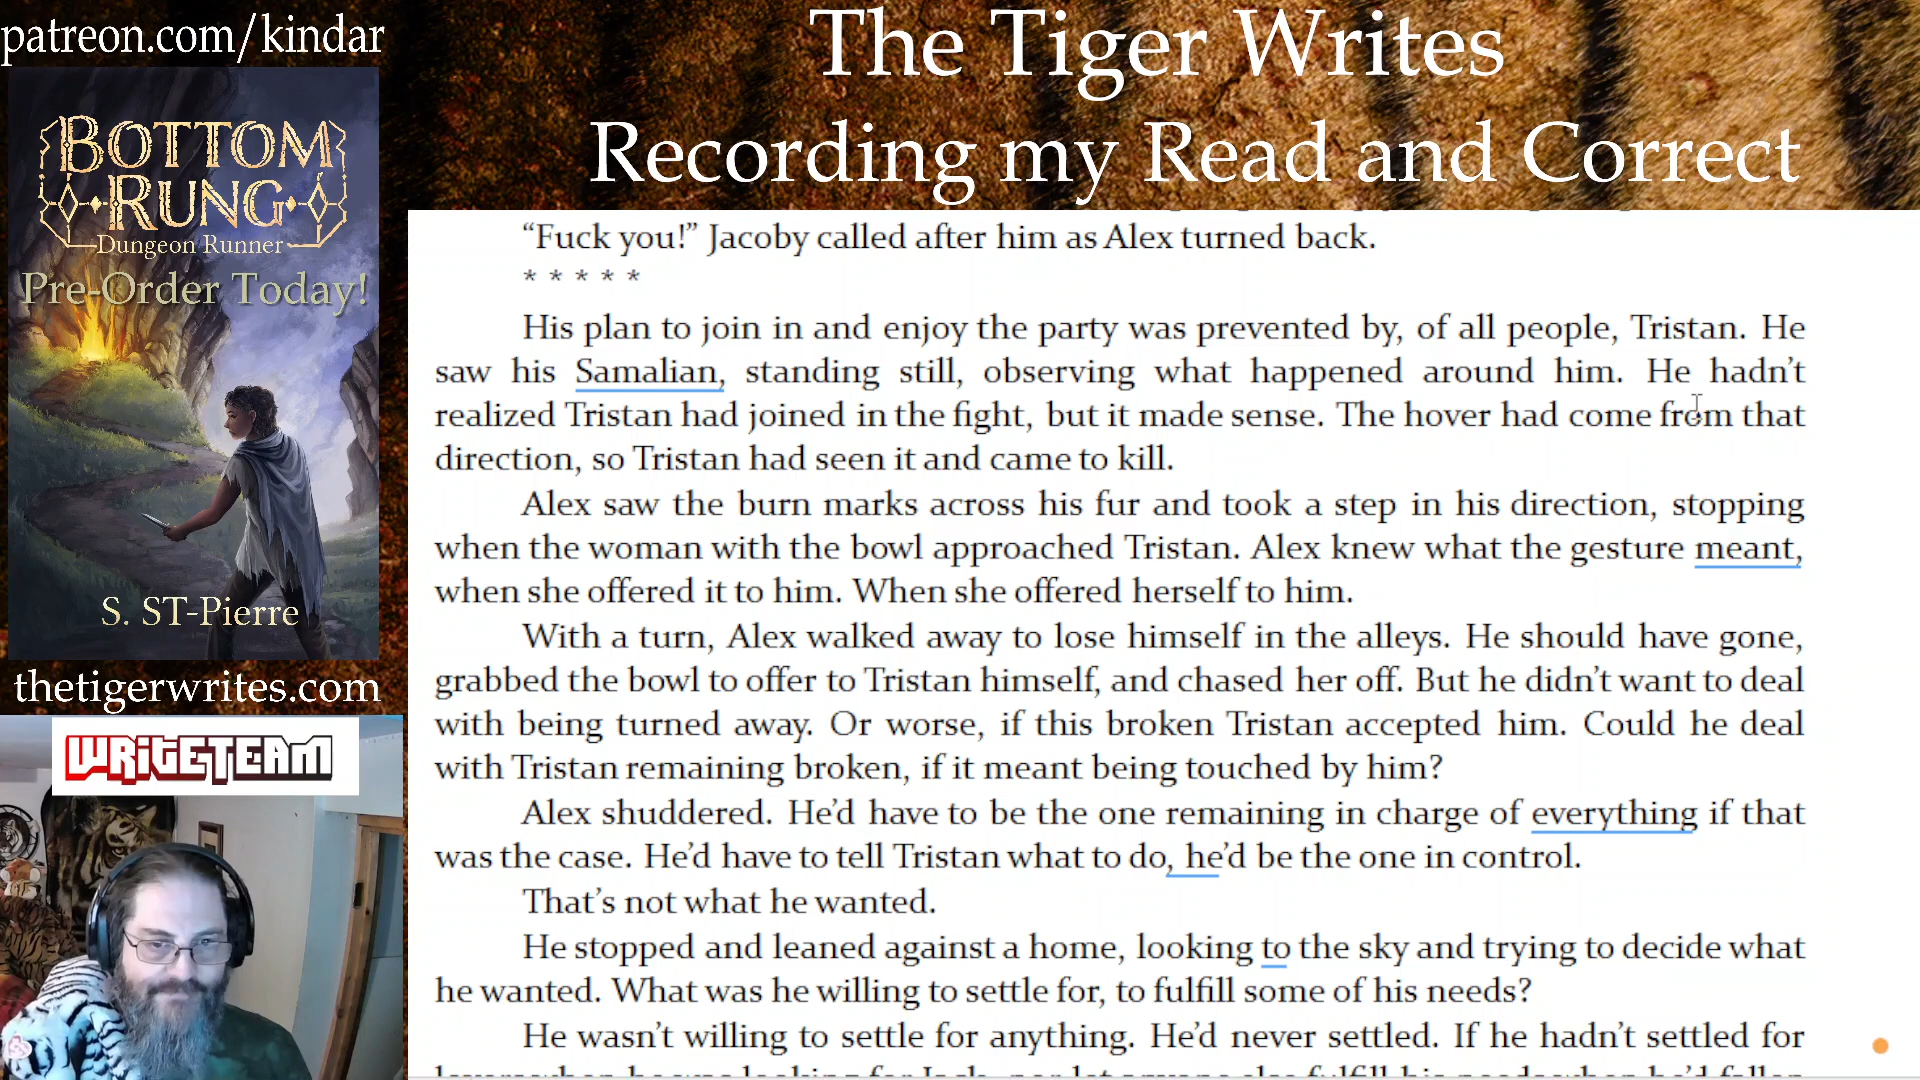 patreon.com/kindar
The Tiger Writes
Recording my Read and Correct
BOTTOM
RUNG
Dungeon Runner
Pre-Order Today!
S. ST-Pierre
thetigerwrites.com
WRiTETEAM
“Fuck you!” Jacoby called after him as Alex turned back.
* * * * *
His plan to join in and enjoy the party was prevented by, of all people, Tristan. He
saw his Samalian, standing still, observing what happened around him. He hadn’t
realized Tristan had joined in the fight, but it made sense. The hover had come from that
direction, so Tristan had seen it and came to kill.
Alex saw the burn marks across his fur and took a step in his direction, stopping
when the woman with the bowl approached Tristan. Alex knew what the gesture meant,
when she offered it to him. When she offered herself to him.
With a turn, Alex walked away to lose himself in the alleys. He should have gone,
grabbed the bowl to offer to Tristan himself, and chased her off. But he didn’t want to deal
with being turned away. Or worse, if this broken Tristan accepted him. Could he deal
with Tristan remaining broken, if it meant being touched by him?
Alex shuddered. He’d have to be the one remaining in charge of everything if that
was the case. He’d have to tell Tristan what to do, he’d be the one in control.
That’s not what he wanted.
He stopped and leaned against a home, looking to the sky and trying to decide what
he wanted. What was he willing to settle for, to fulfill some of his needs?
He wasn’t willing to settle for anything. He’d never settled. If he hadn’t settled for